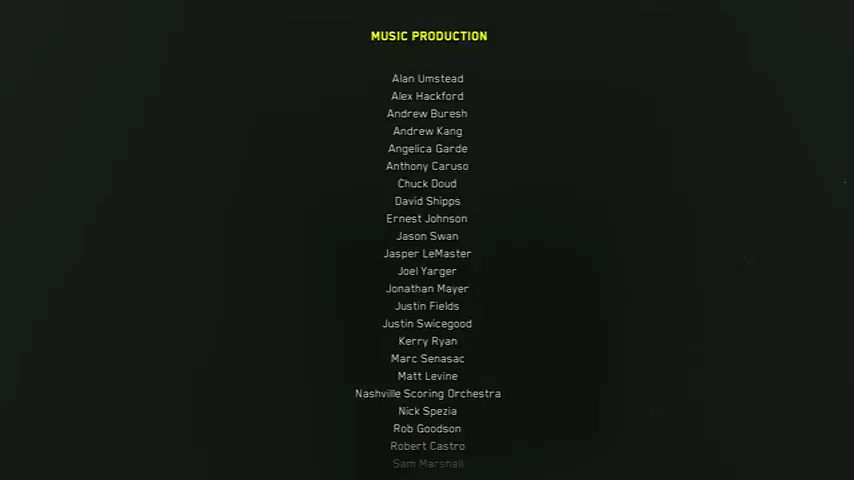 MUSIC PRODUCTION
Alan Umstead
Alex Hackford
Andrew Buresh
Andrew Kang
Angelica Garde
Anthony Caruso
Chuck Doud
David Shipps
Ernest Johnson
Jason Swan
Jasper LeMaster
Joel Yarger
Jonathan Mayer
Justin Fields
Justin Swicegood
Kerry Ryan
Marc Senasac
Matt Levine
Nashville Scoring Orchestra
Nick Spezia
Rob Goodson
Robert Castro
Sam Marshall